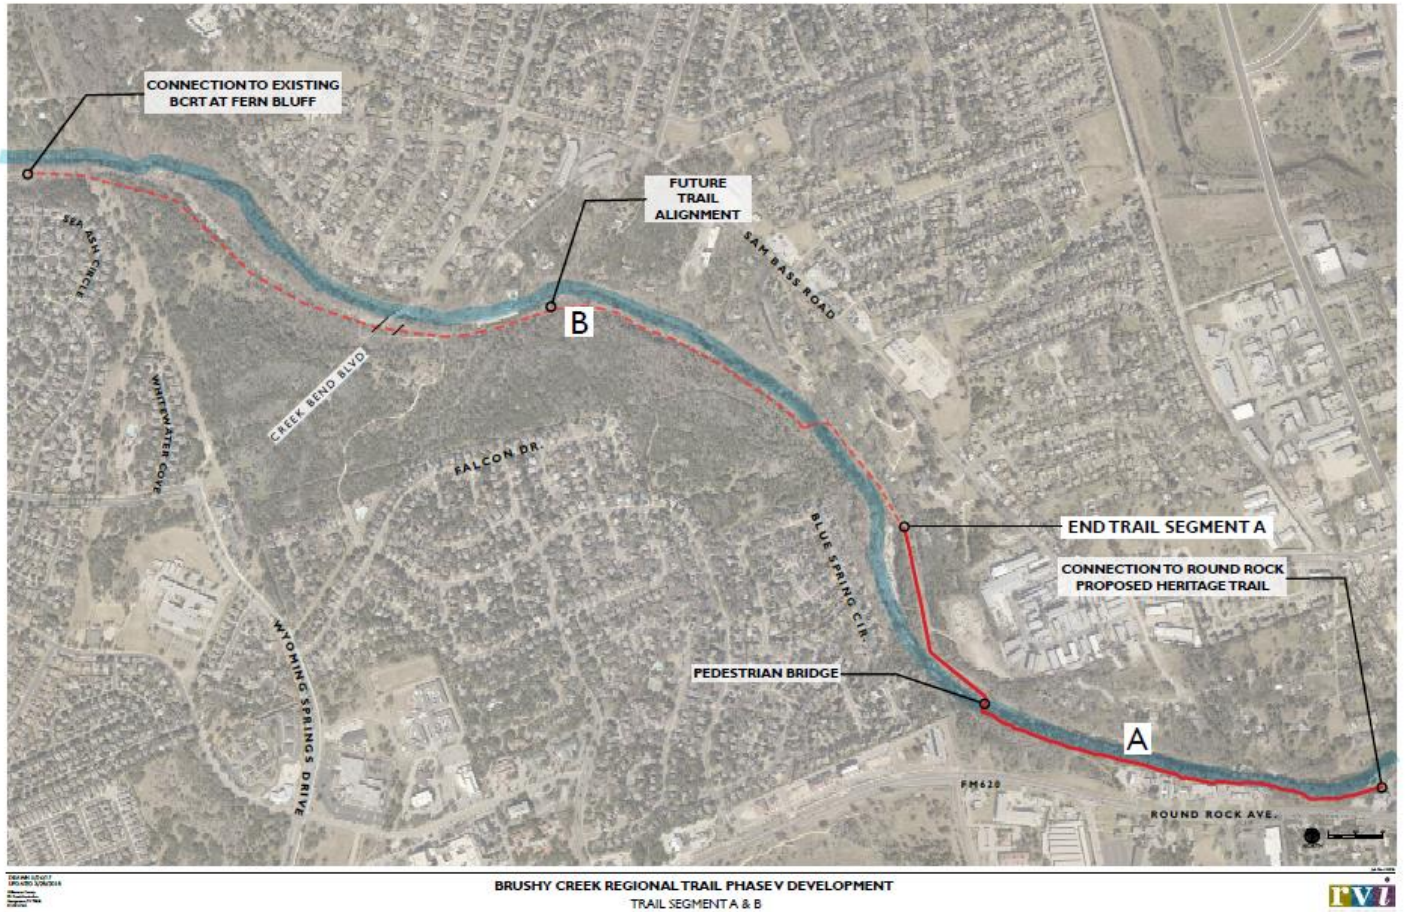 CONNECTION TO EXISTING
BCRT AT FERN BLUFF
FUTURE
TRAIL
ALIGNMENT
SEA ASH CIRCLE
SAM BASS ROAD
B
CREEK BEND BLVD.
WHITEWATER COVE
FALCON DR.
BLUE SPRING CIR.
END TRAIL SEGMENT A
CONNECTION TO ROUND ROCK
PROPOSED HERITAGE TRAIL
WYOMING SPRINGS DRIVE
PEDESTRIAN BRIDGE
A
FM620
ROUND ROCK AVE.
BRUSHY CREEK REGIONAL TRAIL PHASE V DEVELOPMENT
TRAIL SEGMENT A & B
rvi